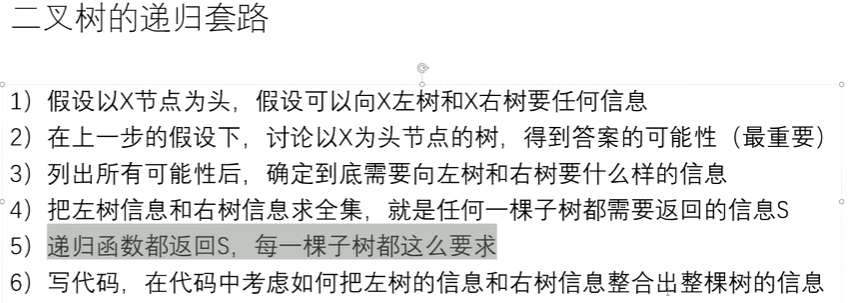 二叉树的递归套路
1）假设以X节点为头，假设可以向X左树和X右树要任何信息
2）在上一步的假设下，讨论以X为头节点的树，得到答案的可能性（最重要）
3）列出所有可能性后，确定到底需要向左树和右树要什么样的信息
4）把左树信息和右树信息求全集，就是任何一棵子树都需要返回的信息S
5）递归函数都返回S，每一棵子树都这么要求
6）写代码，在代码中考虑如何把左树的信息和右树信息整合出整棵树的信息